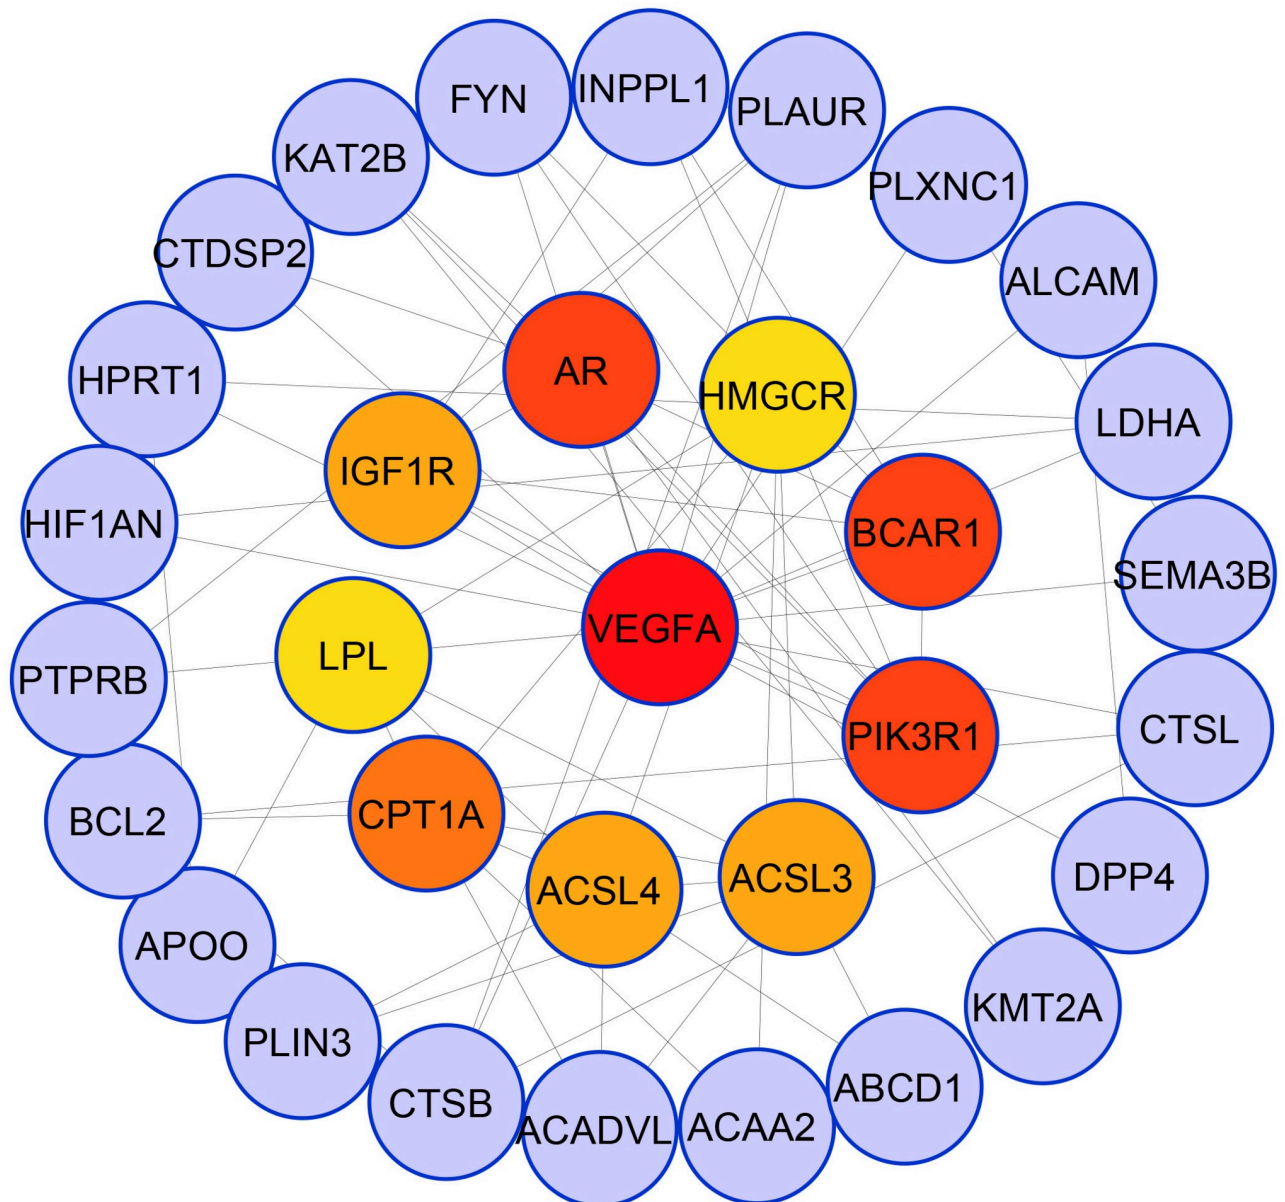 INPPL1
FYN
PLAUR
KAT2B
PLXNC1
CTDSP2
ALCAM
AR
HPRT1
HMGCR
LDHA
IGF1R
HIF1AN
BCAR1
SEMA3B
VEGFA
LPL
PTPRB
CTSL
PIK3R1
CPT1A
BCL2
DPP4
ACSL3
ACSL4
APOO
KMT2A
PLIN3
ABCD1
CTSB
ACAA2
ACADVL